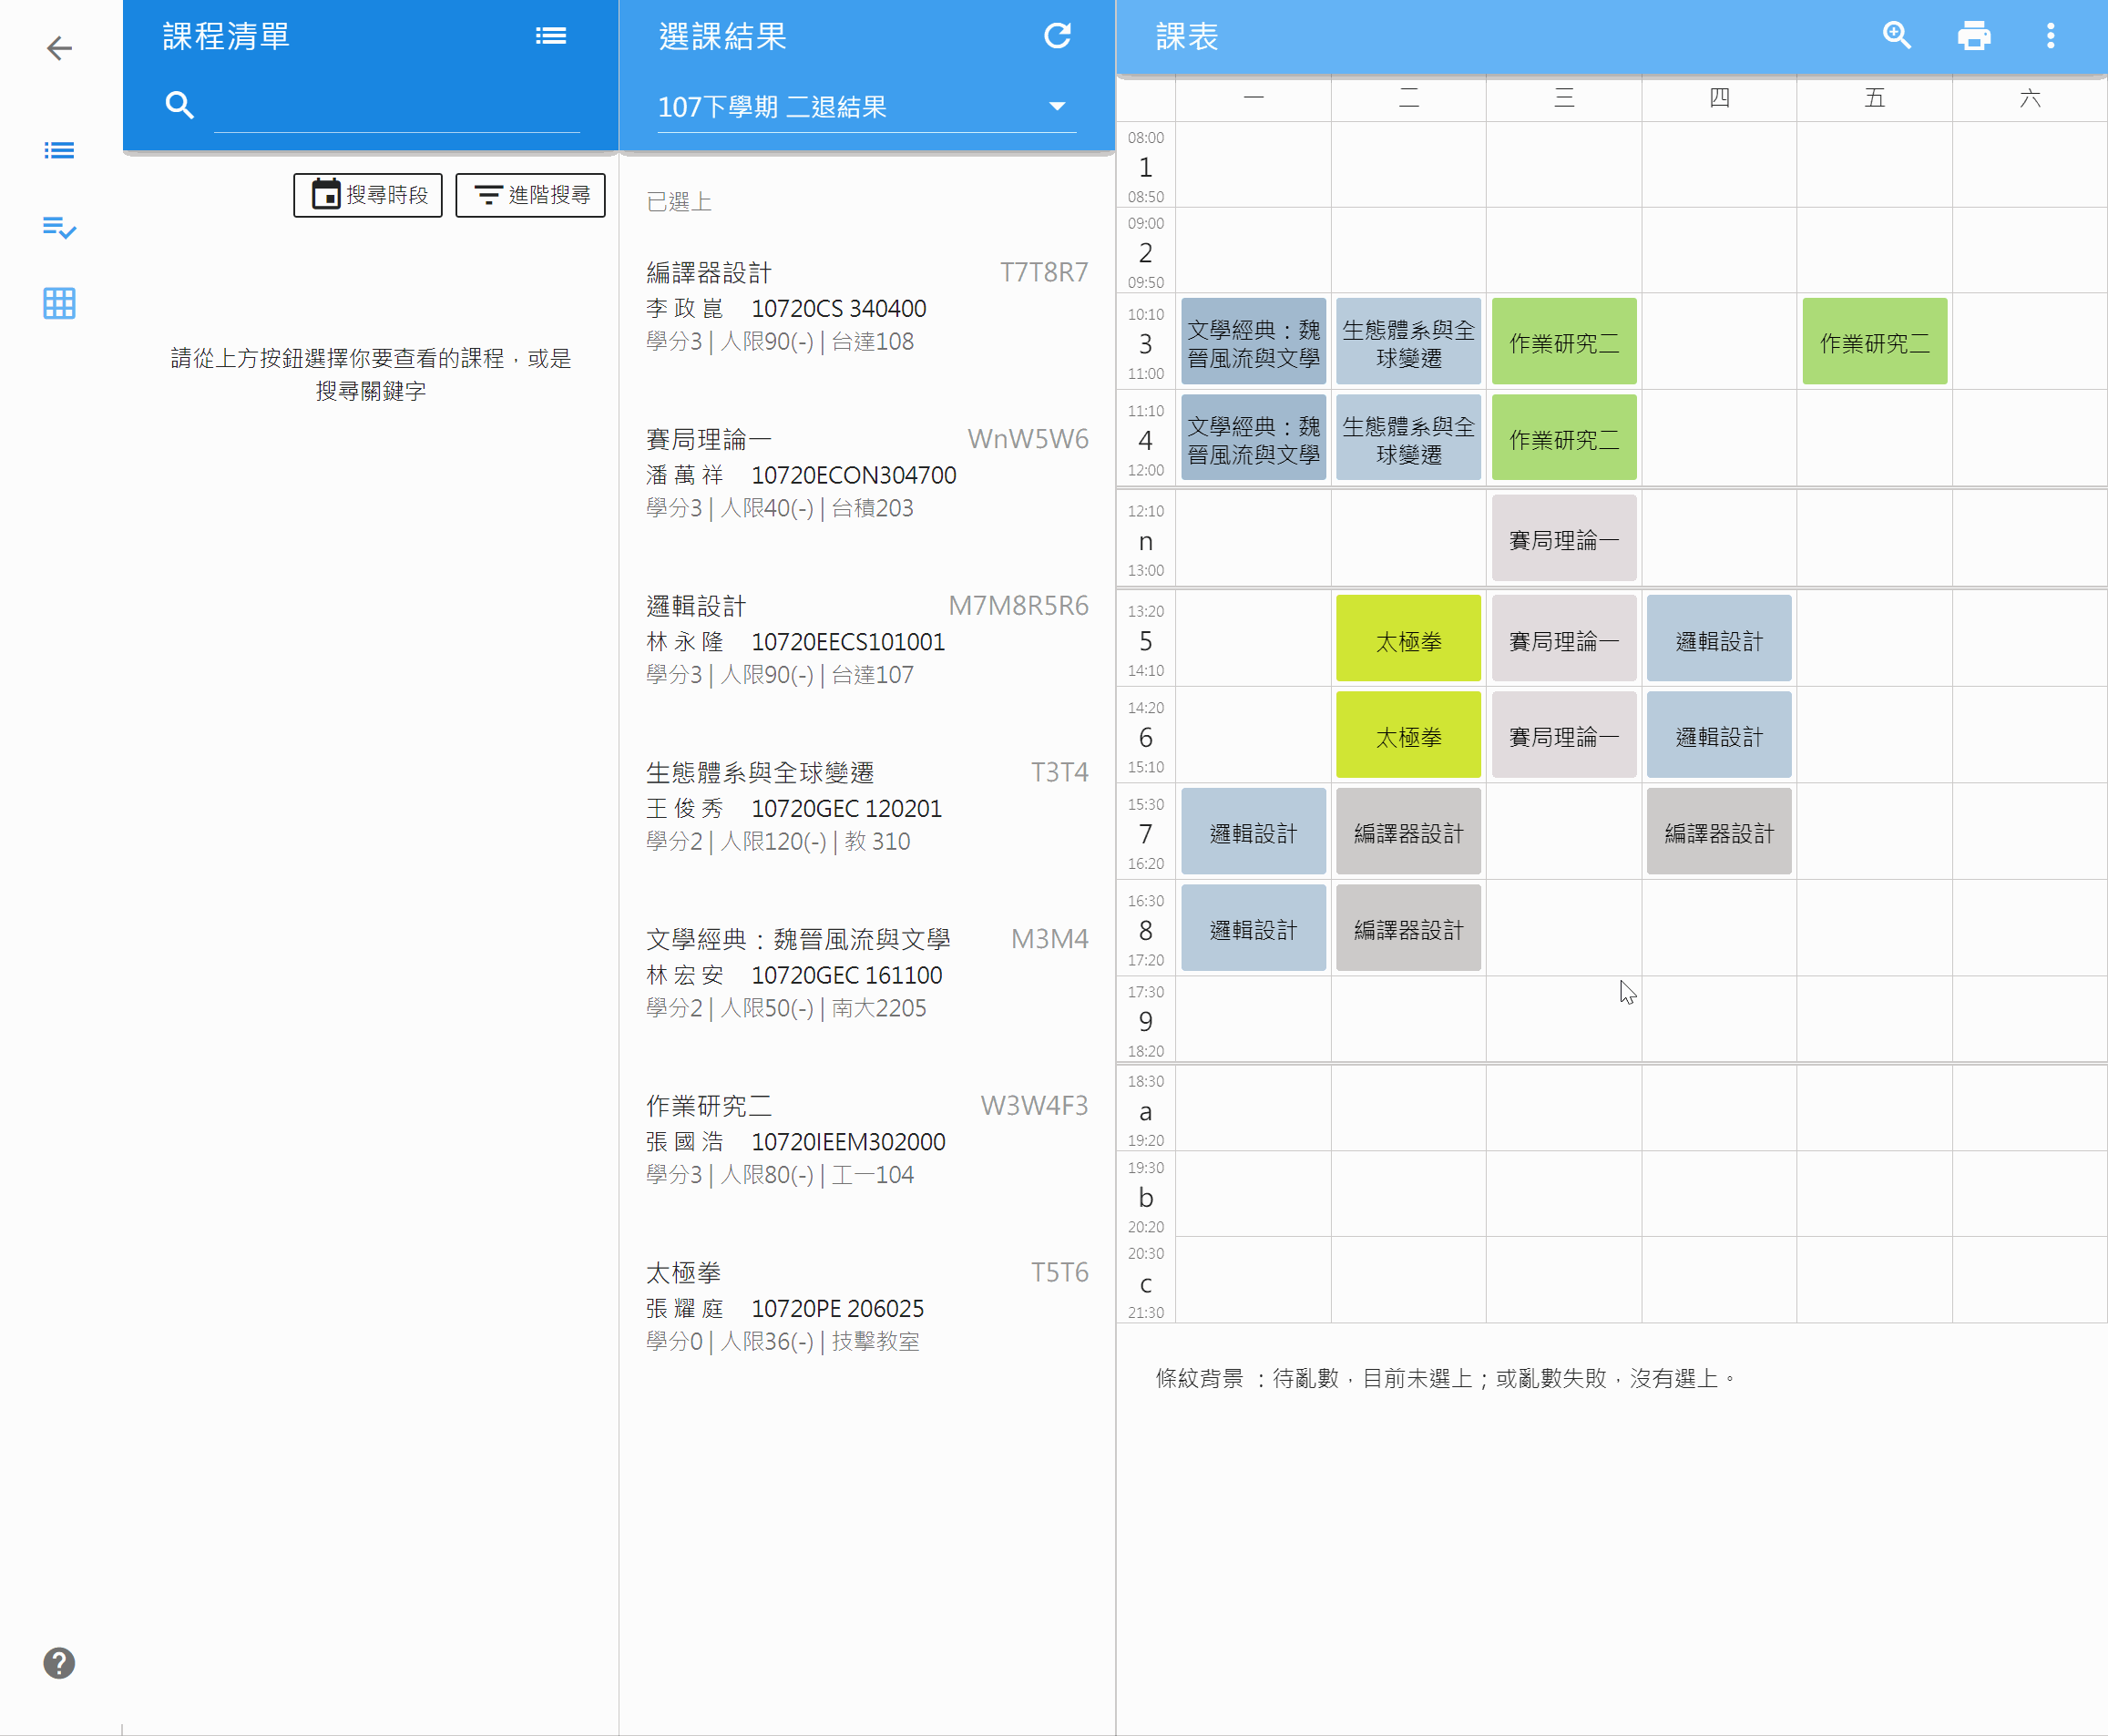 課程清單
搜尋時段
進階搜尋
請從上方按鈕選擇你要查看的課程，或是
搜尋關鍵字
選課結果
107下學期 二退結果
已選上
編譯器設計 T7T8R7
李 政 崑 10720CS 340400
學分3 | 人限90(-) | 台達108
賽局理論一 WnW5W6
潘 萬 祥 10720ECON304700
學分3 | 人限40(-) | 台積203
邏輯設計 M7M8R5R6
林 永 隆 10720EECS101001
學分3 | 人限90(-) | 台達107
生態體系與全球變遷 T3T4
王 俊 秀 10720GEC 120201
學分2 | 人限120(-) | 教 310
文學經典：魏晉風流與文學 M3M4
林 宏 安 10720GEC 161100
學分2 | 人限50(-) | 南大2205
作業研究二 W3W4F3
張 國 浩 10720IEEM302000
學分3 | 人限80(-) | 工一104
太極拳 T5T6
張 耀 庭 10720PE 206025
學分0 | 人限36(-) | 技擊教室
課表
一 二 三 四 五 六
08:00
1
08:50
09:00
2
09:50
10:10
3
11:00
文學經典：魏
晉風流與文學
生態體系與全
球變遷
作業研究二
作業研究二
11:10
4
12:00
文學經典：魏
晉風流與文學
生態體系與全
球變遷
作業研究二
12:10
n
13:00
賽局理論一
13:20
5
14:10
太極拳
賽局理論一
邏輯設計
14:20
6
15:10
太極拳
賽局理論一
邏輯設計
15:30
7
16:20
邏輯設計
編譯器設計
編譯器設計
16:30
8
17:20
邏輯設計
編譯器設計
17:30
9
18:20
18:30
a
19:20
19:30
b
20:20
20:30
c
21:30
條紋背景 ：待亂數，目前未選上；或亂數失敗，沒有選上。